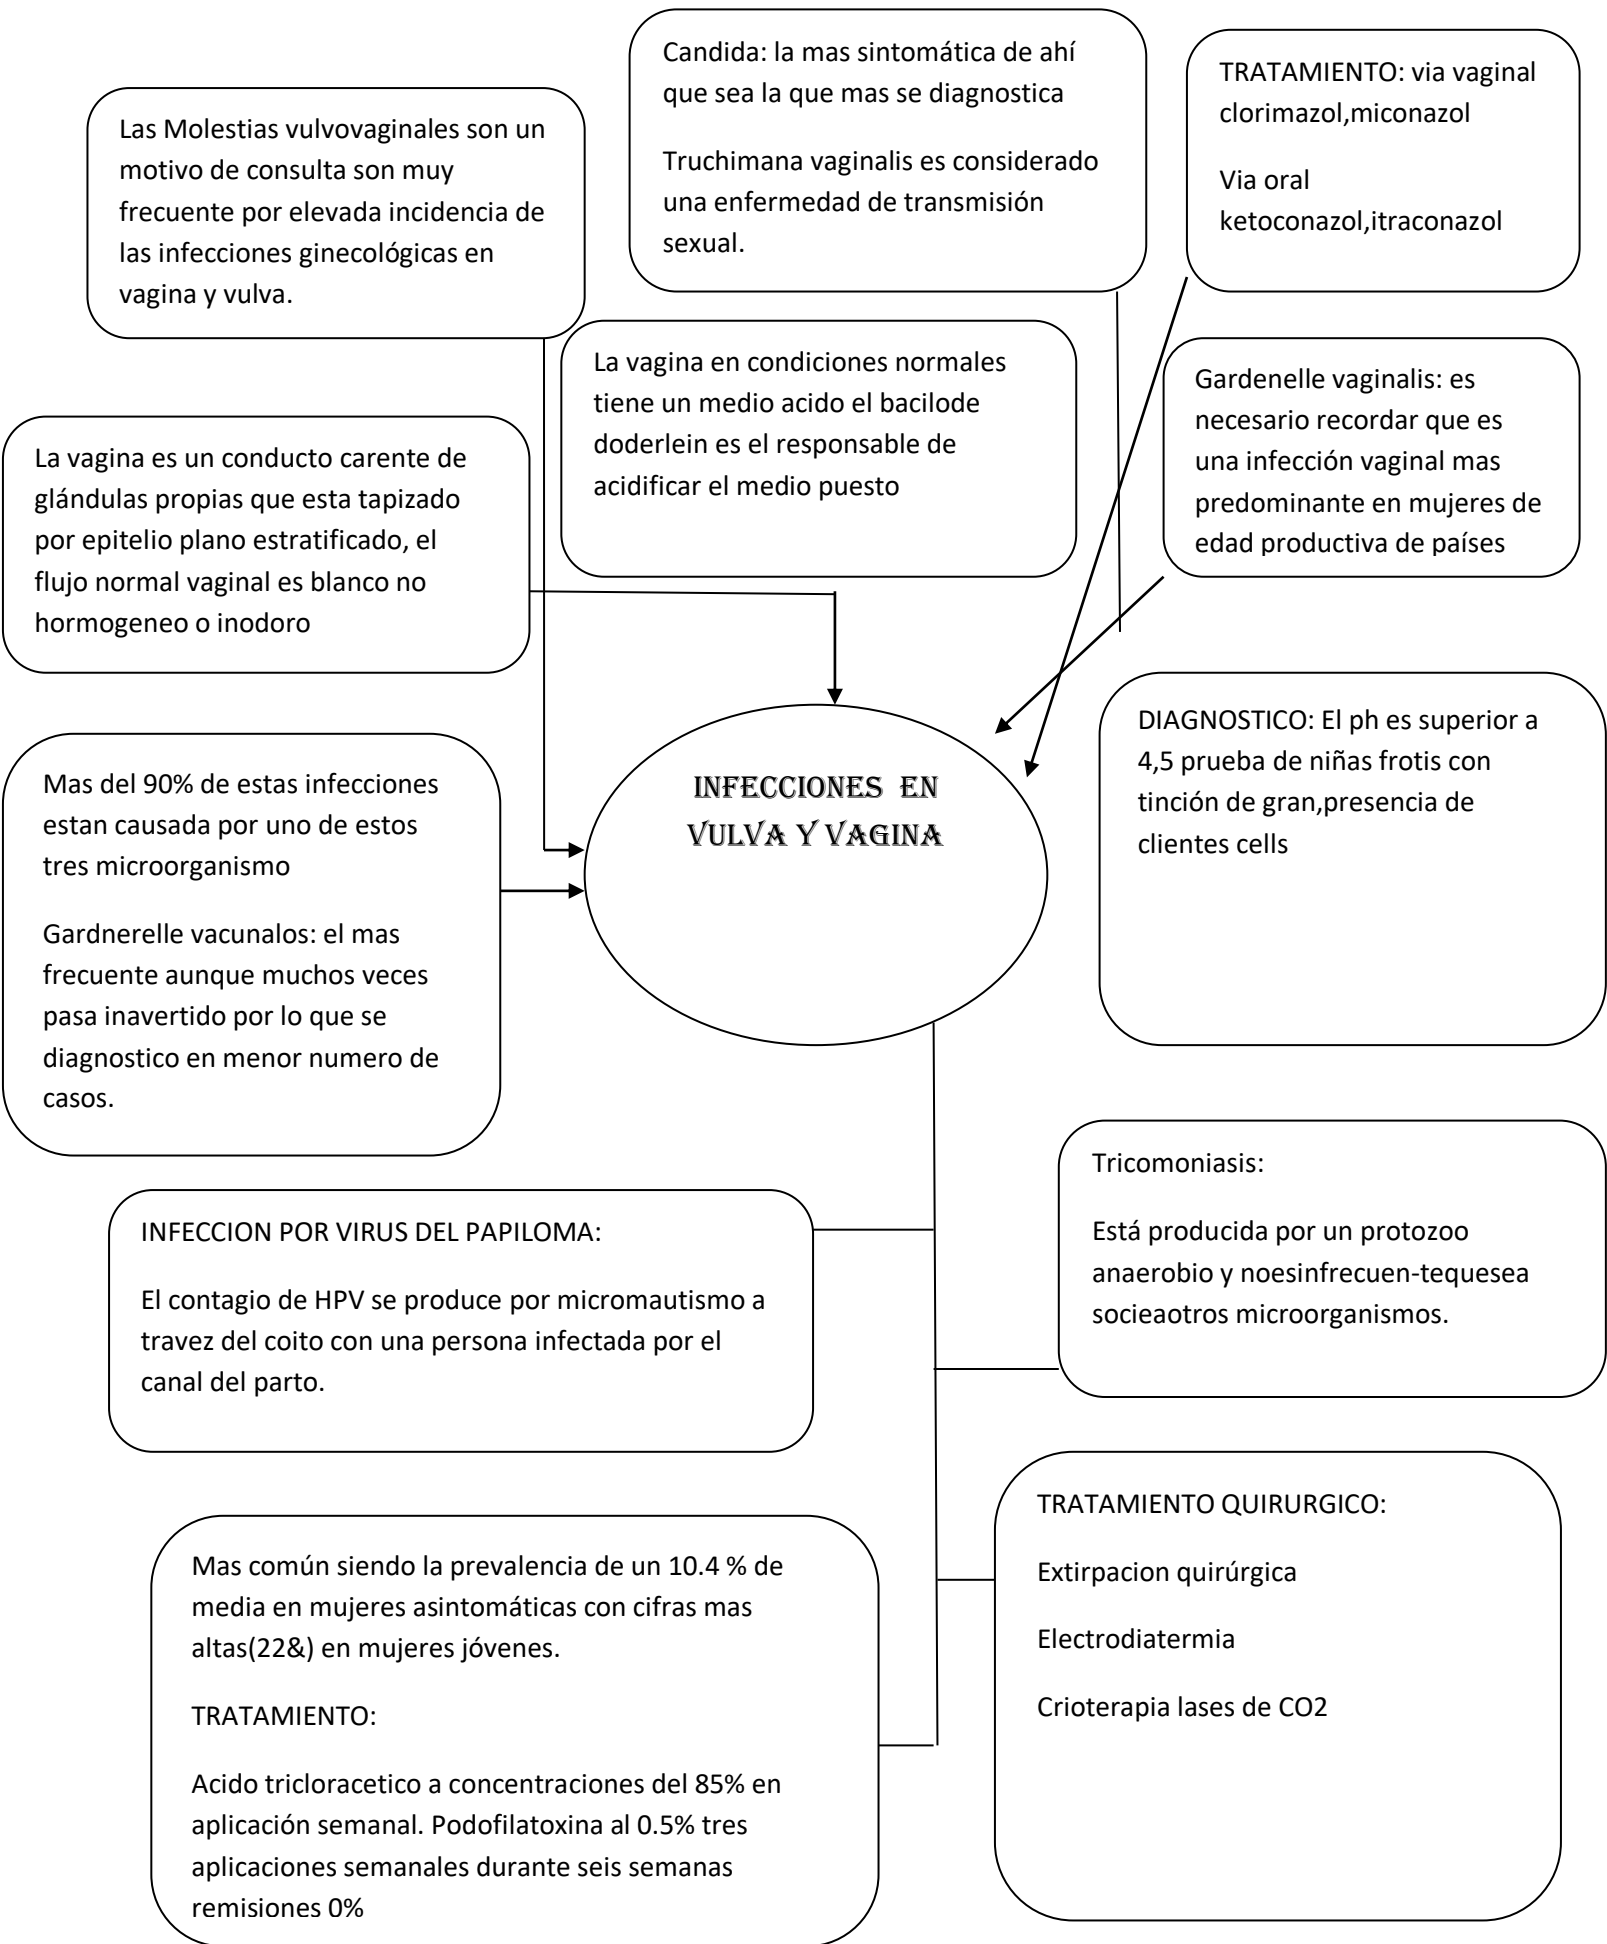 Candida: la mas sintomática de ahí
que sea la que mas se diagnostica
Truchimana vaginalis es considerado
una enfermedad de transmisión
sexual.
TRATAMIENTO: via vaginal
clorimazol,miconazol
Via oral
ketoconazol,itraconazol
Las Molestias vulvovaginales son un
motivo de consulta son muy
frecuente por elevada incidencia de
las infecciones ginecológicas en
vagina y vulva.
La vagina en condiciones normales
tiene un medio acido el bacilode
doderlein es el responsable de
acidificar el medio puesto
Gardenelle vaginalis: es
necesario recordar que es
una infección vaginal mas
predominante en mujeres de
edad productiva de países
La vagina es un conducto carente de
glándulas propias que esta tapizado
por epitelio plano estratificado, el
flujo normal vaginal es blanco no
hormogeneo o inodoro
DIAGNOSTICO: El ph es superior a
4,5 prueba de niñas frotis con
tinción de gran,presencia de
clientes cells
INFECCIONES EN
VULVA Y VAGINA
Mas del 90% de estas infecciones
estan causada por uno de estos
tres microorganismo
Gardnerelle vacunalos: el mas
frecuente aunque muchos veces
pasa inavertido por lo que se
diagnostico en menor numero de
casos.
Tricomoniasis:
Está producida por un protozoo
anaerobio y noesinfrecuen-tequesea
socieaotros microorganismos.
INFECCION POR VIRUS DEL PAPILOMA:
El contagio de HPV se produce por micromautismo a
travez del coito con una persona infectada por el
canal del parto.
TRATAMIENTO QUIRURGICO:
Extirpacion quirúrgica
Electrodiatermia
Crioterapia lases de CO2
Mas común siendo la prevalencia de un 10.4 % de
media en mujeres asintomáticas con cifras mas
altas(22&) en mujeres jóvenes.
TRATAMIENTO:
Acido tricloracetico a concentraciones del 85% en
aplicación semanal. Podofilatoxina al 0.5% tres
aplicaciones semanales durante seis semanas
remisiones 0%